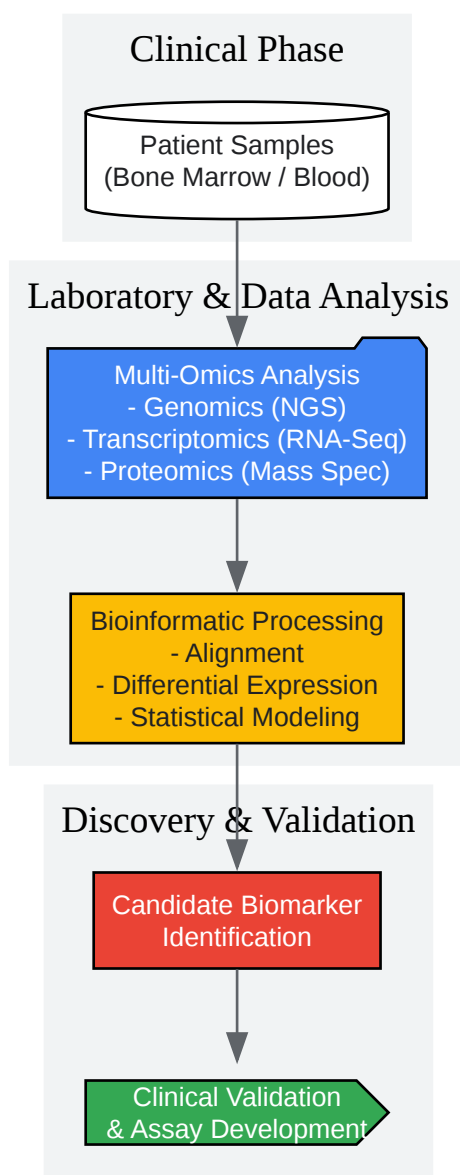 Clinical Phase
Patient Samples
(Bone Marrow / Blood)
Laboratory & Data Analysis
Multi-Omics Analysis
- Genomics (NGS)
- Transcriptomics (RNA-Seq)
- Proteomics (Mass Spec)
Bioinformatic Processing
- Alignment
- Differential Expression
- Statistical Modeling
Discovery & Validation
Candidate Biomarker
Identification
Clinical Validation
& Assay Development